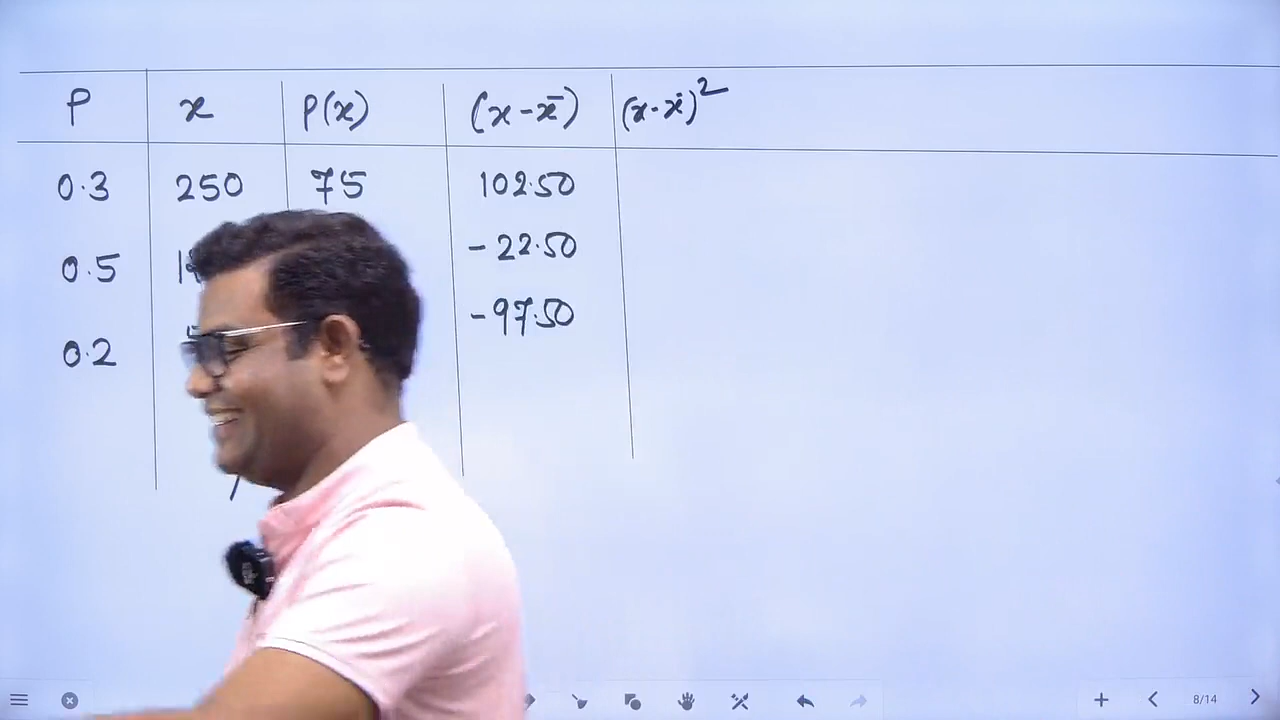 P x P(x) (x-x̄) (x-x̄)²
0.3 250 75 102.50
0.5 -22.50
0.2 -97.50
8/14